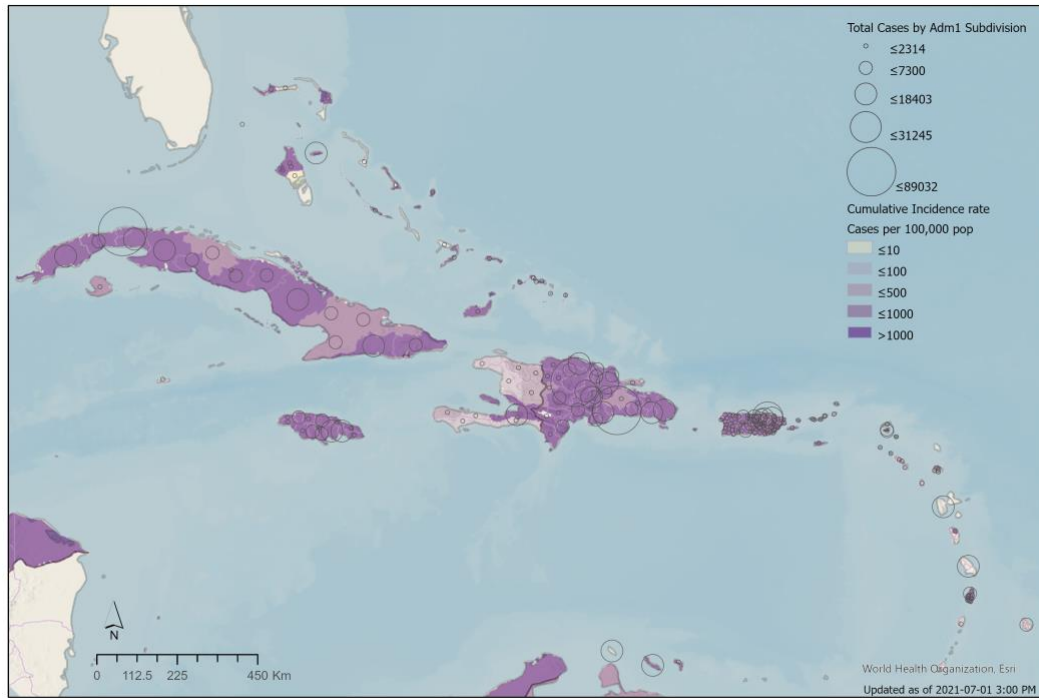 Total Cases by Adm1 Subdivision
≤2314
≤7300
≤18403
≤31245
≤89032
Cumulative Incidence rate
Cases per 100,000 pop
≤10
≤100
≤500
≤1000
>1000
N
0 112.5 225 450 Km
World Health Organization, Esri
Updated as of 2021-07-01 3:00 PM